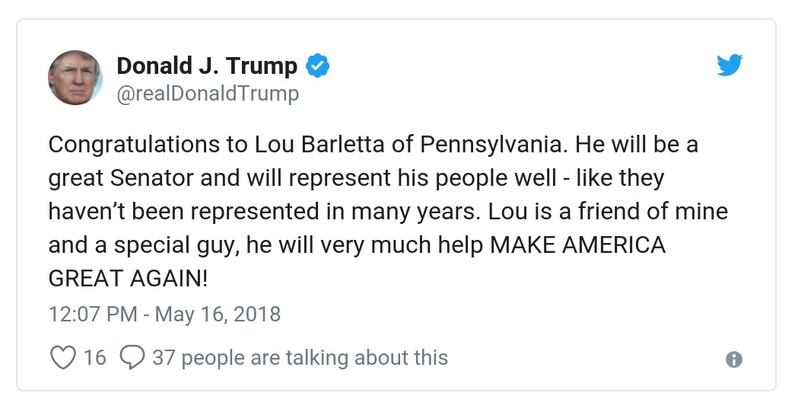 Donald J. Trump
@realDonaldTrump
Congratulations to Lou Barletta of Pennsylvania. He will be a
great Senator and will represent his people well - like they
haven’t been represented in many years. Lou is a friend of mine
and a special guy, he will very much help MAKE AMERICA
GREAT AGAIN!
12:07 PM - May 16, 2018
16 37 people are talking about this